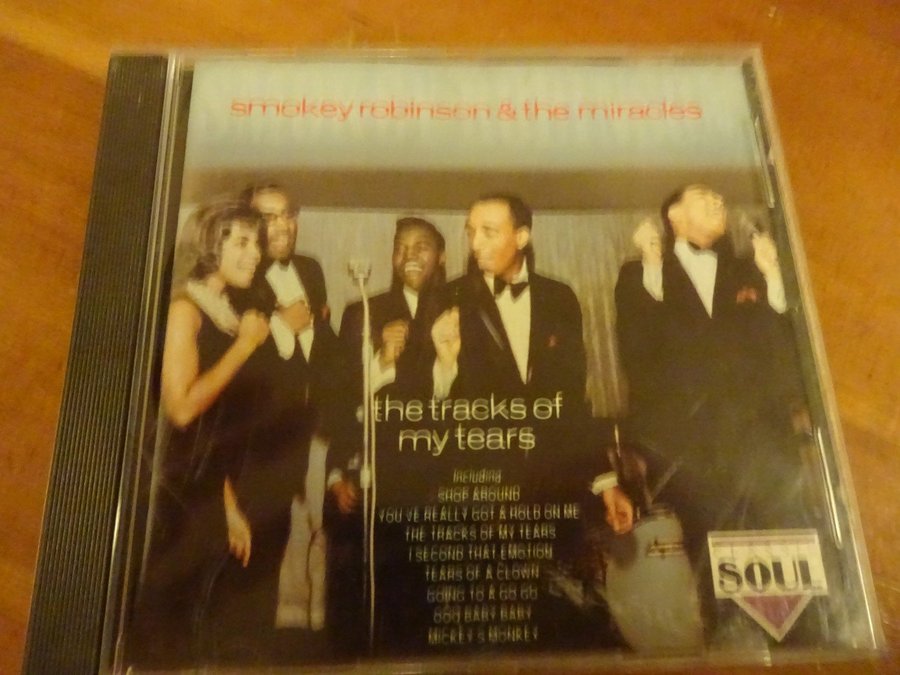 smokey robinson & the miracles
the tracks of
my tears
including
SHOP AROUND
YOU'VE REALLY GOT A HOLD ON ME
THE TRACKS OF MY TEARS
I SECOND THAT EMOTION
TEARS OF A CLOWN
GOING TO A GO GO
OOO BABY BABY
MICKEY'S MONKEY
SOUL